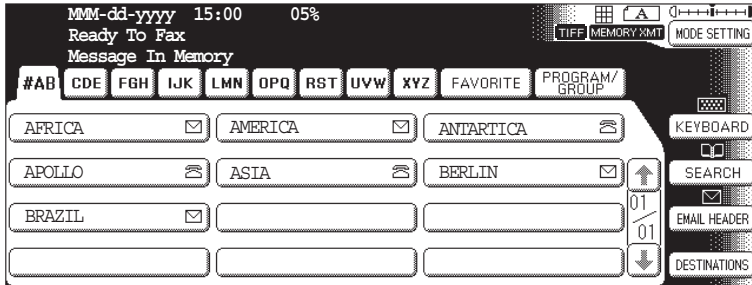 MMM-dd-yyyy 15:00 05%
A
Ready To Fax
TIFF MEMORY XMT MODE SETTING
Message In Memory
#AB CDE FGH IJK LMN OPQ RST UVW XYZ FAVORITE PROGRAM/
GROUP
AFRICA AMERICA ANTARTICA KEYBOARD
APOLLO ASIA BERLIN SEARCH
BRAZIL 01 EMAIL HEADER
01
DESTINATIONS